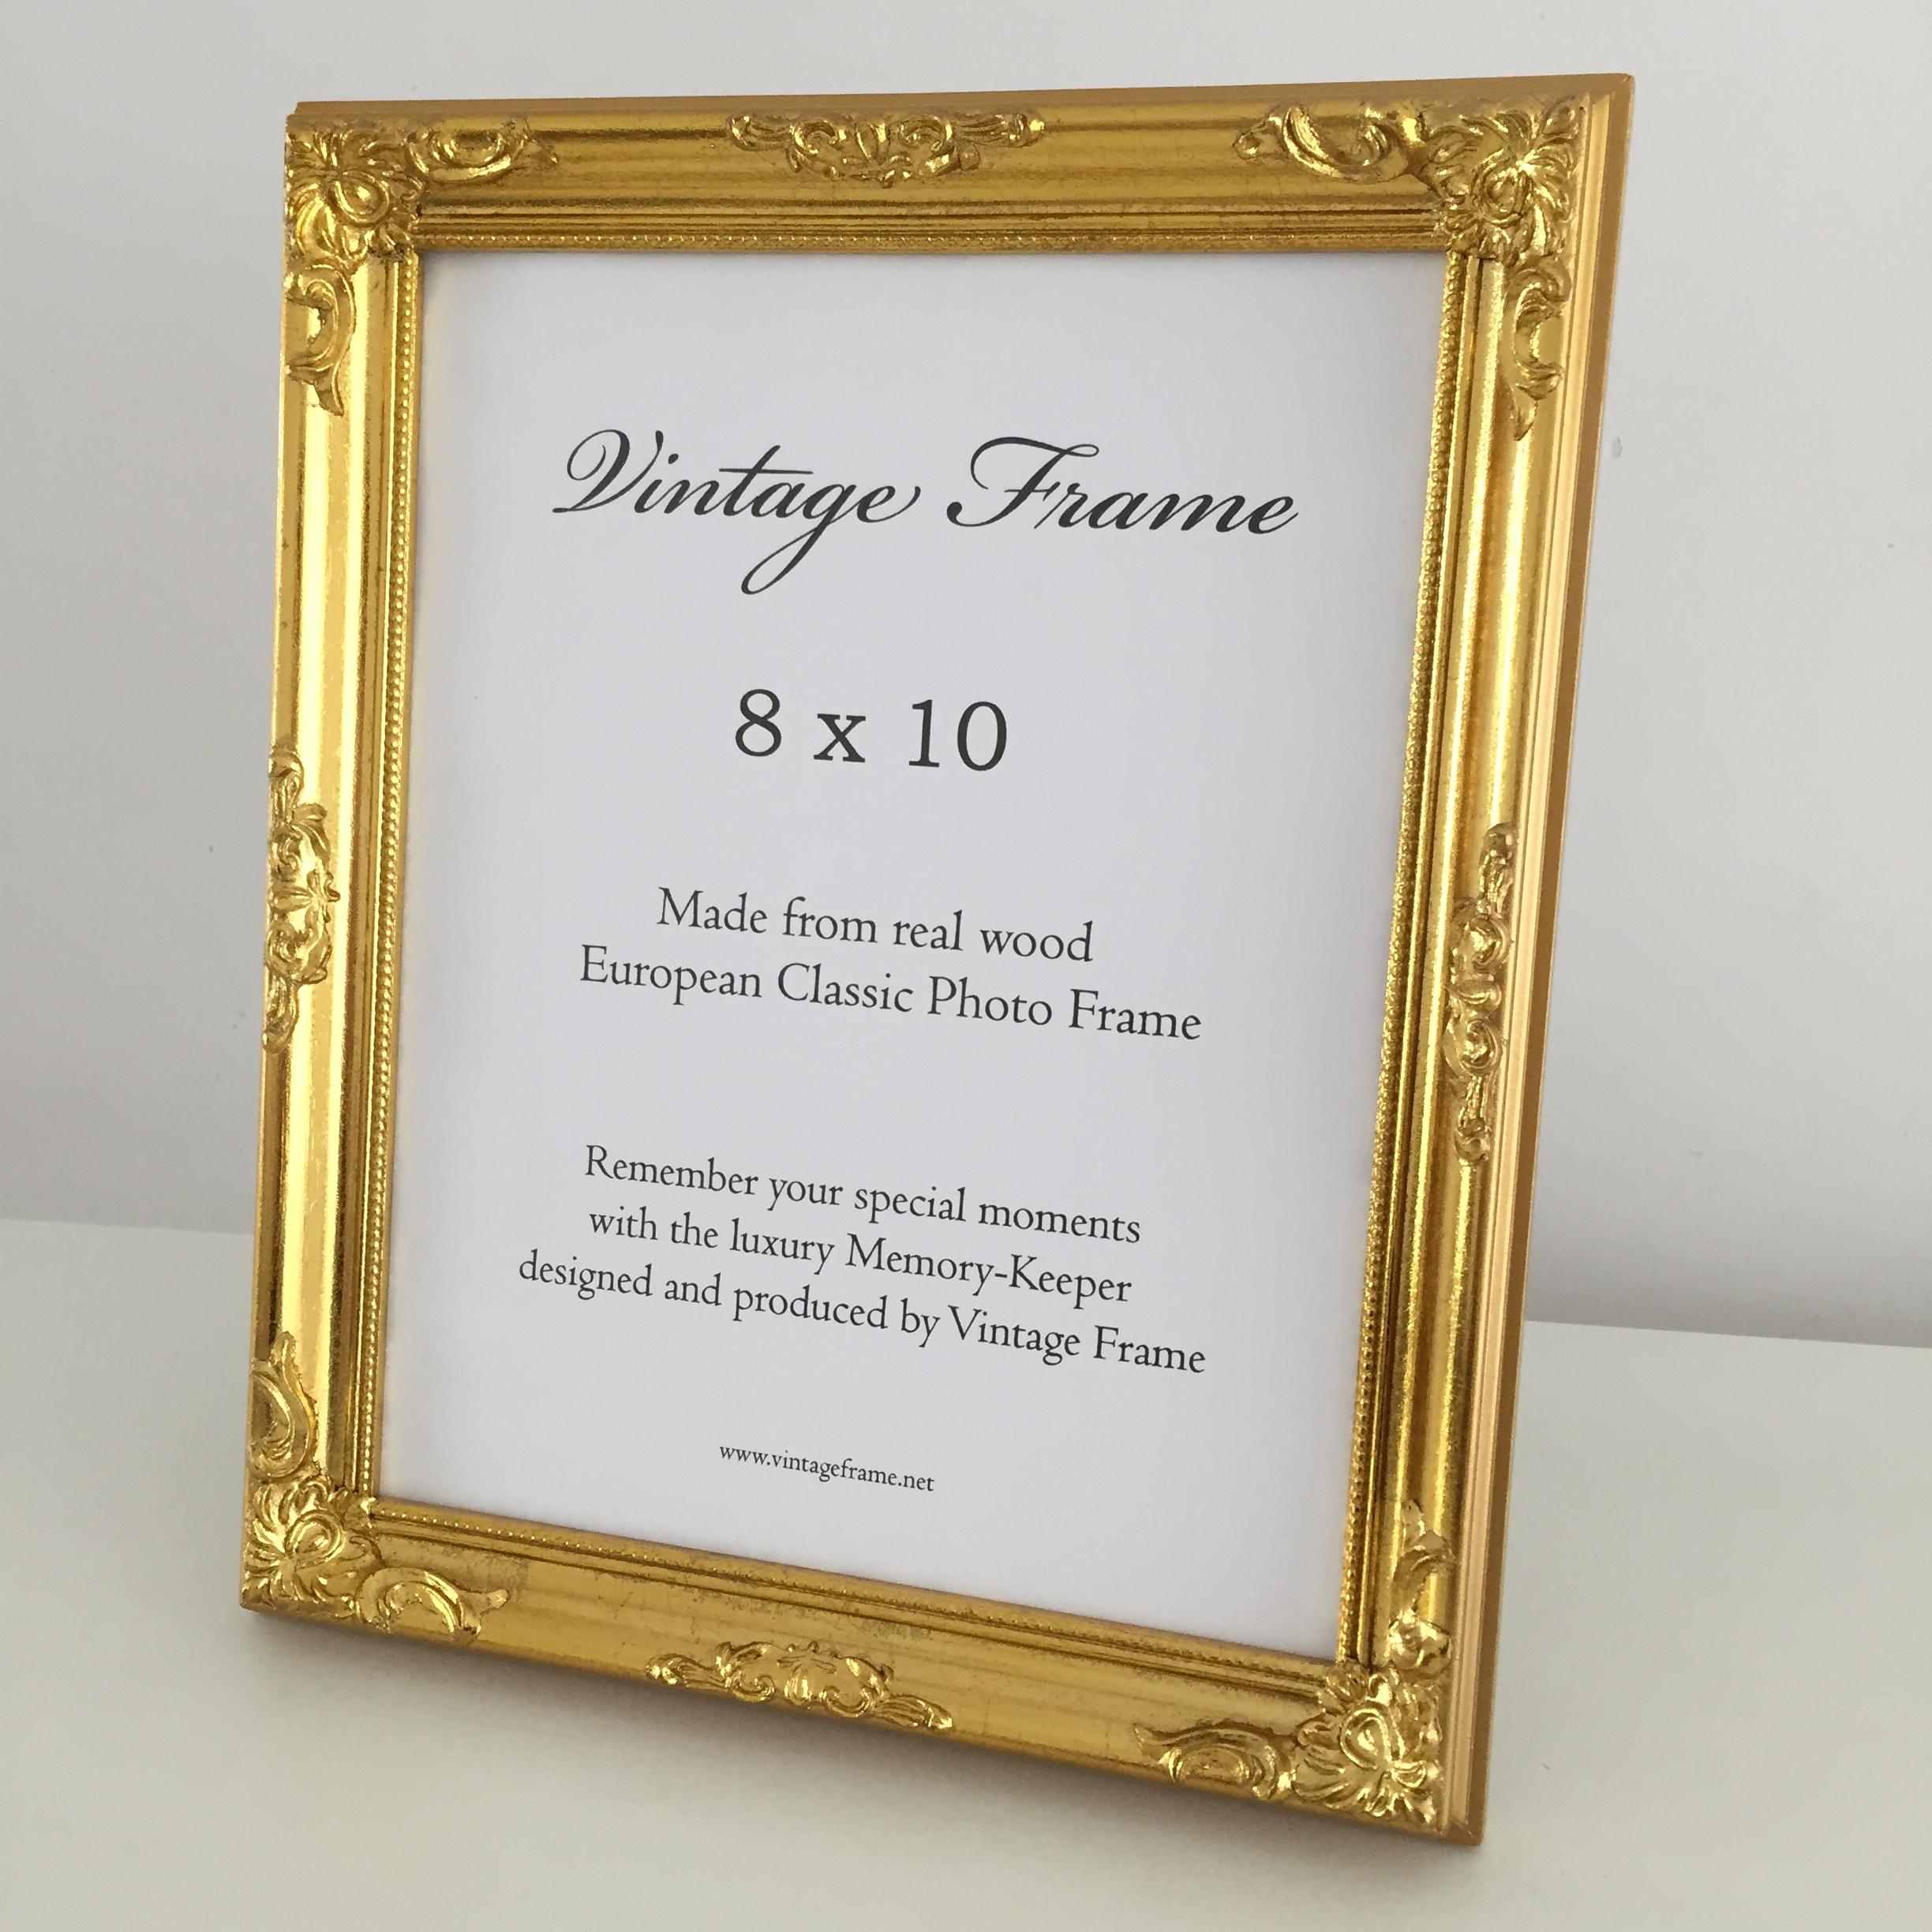 Vintage Frame
8 x 10
Made from real wood
European Classic Photo Frame
Remember your special moments
with the luxury Memory-Keeper
designed and produced by Vintage Frame
www.vintageframe.net